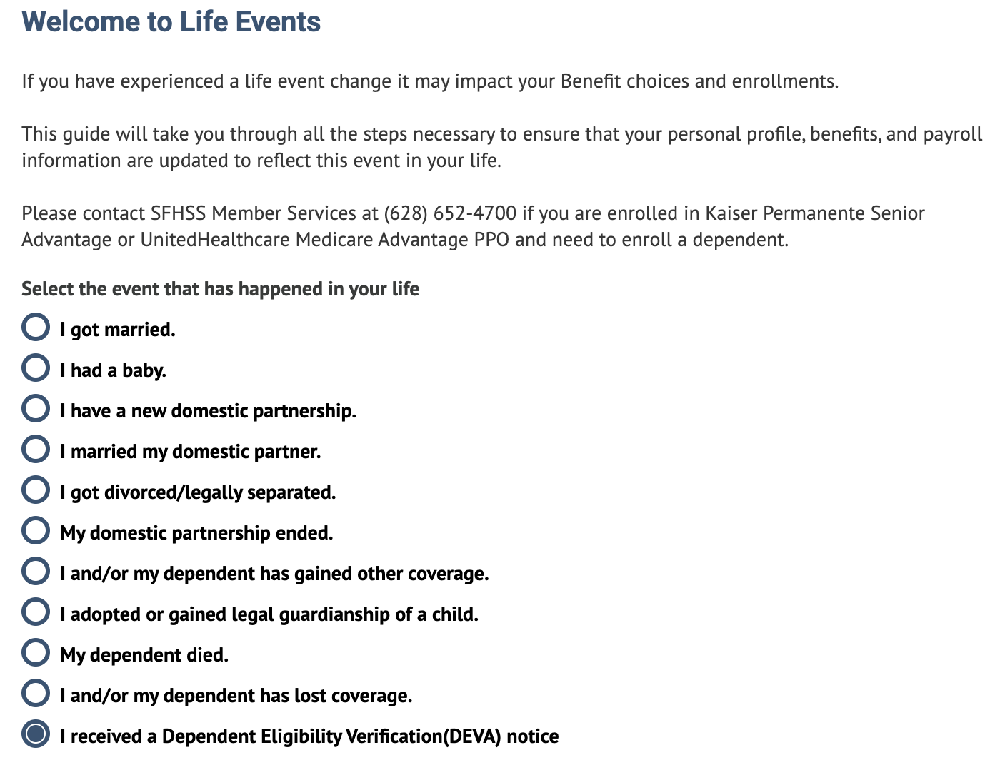 Welcome to Life Events
If you have experienced a life event change it may impact your Benefit choices and enrollments.
This guide will take you through all the steps necessary to ensure that your personal profile, benefits, and payroll
information are updated to reflect this event in your life.
Please contact SFHSS Member Services at (628) 652-4700 if you are enrolled in Kaiser Permanente Senior
Advantage or UnitedHealthcare Medicare Advantage PPO and need to enroll a dependent.
Select the event that has happened in your life
I got married.
I had a baby.
I have a new domestic partnership.
I married my domestic partner.
I got divorced/legally separated.
My domestic partnership ended.
I and/or my dependent has gained other coverage.
I adopted or gained legal guardianship of a child.
My dependent died.
I and/or my dependent has lost coverage.
I received a Dependent Eligibility Verification(DEVA) notice